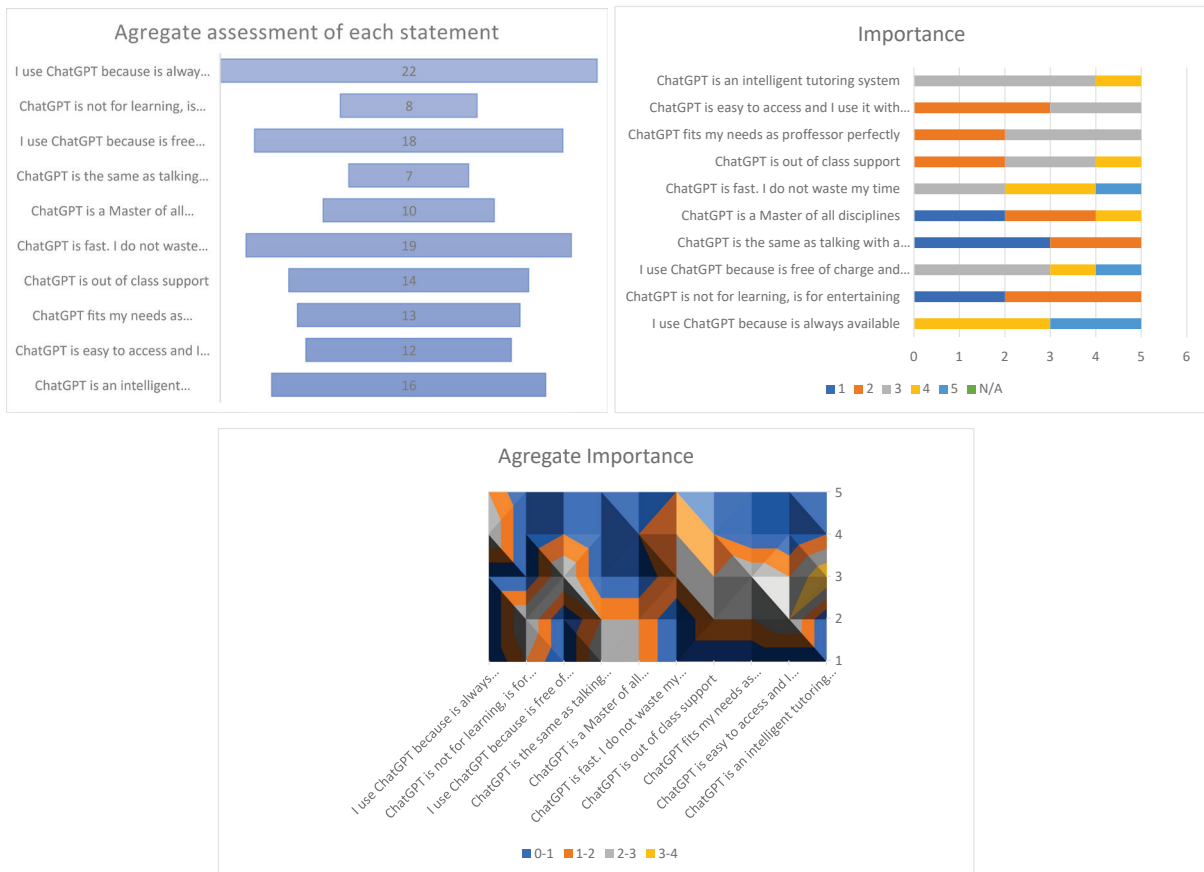 Agregate assessment of each statement
I use ChatGPT because is alway...
22
ChatGPT is not for learning, is...
8
I use ChatGPT because is free...
18
ChatGPT is the same as talking...
7
ChatGPT is a Master of all...
10
ChatGPT is fast. I do not waste...
19
ChatGPT is out of class support
14
ChatGPT fits my needs as...
13
ChatGPT is easy to access and I...
12
ChatGPT is an intelligent...
16
Importance
ChatGPT is an intelligent tutoring system
ChatGPT is easy to access and I use it with...
ChatGPT fits my needs as proffessor perfectly
ChatGPT is out of class support
ChatGPT is fast. I do not waste my time
ChatGPT is a Master of all disciplines
ChatGPT is the same as talking with a...
I use ChatGPT because is free of charge and...
ChatGPT is not for learning, is for entertaining
I use ChatGPT because is always available
0 1 2 3 4 5 6
1 2 3 4 5 N/A
Agregate Importance
5
4
3
2
1
I use ChatGPT because is always...
ChatGPT is not for learning, is for...
I use ChatGPT because is free of...
ChatGPT is the same as talking...
ChatGPT is a Master of all...
ChatGPT is fast. I do not waste my...
ChatGPT is out of class support
ChatGPT fits my needs as...
ChatGPT is easy to access and I...
ChatGPT is an intelligent tutoring...
0-1 1-2 2-3 3-4